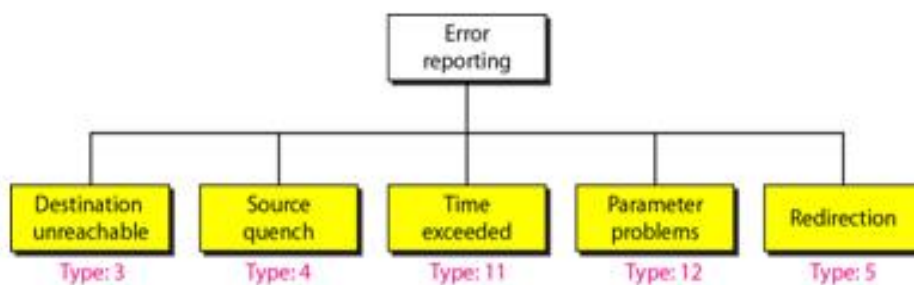 Error
reporting
Destination
unreachable
Source
quench
Time
exceeded
Parameter
problems
Redirection
Type: 3
Type: 4
Type: 11
Type: 12
Type: 5